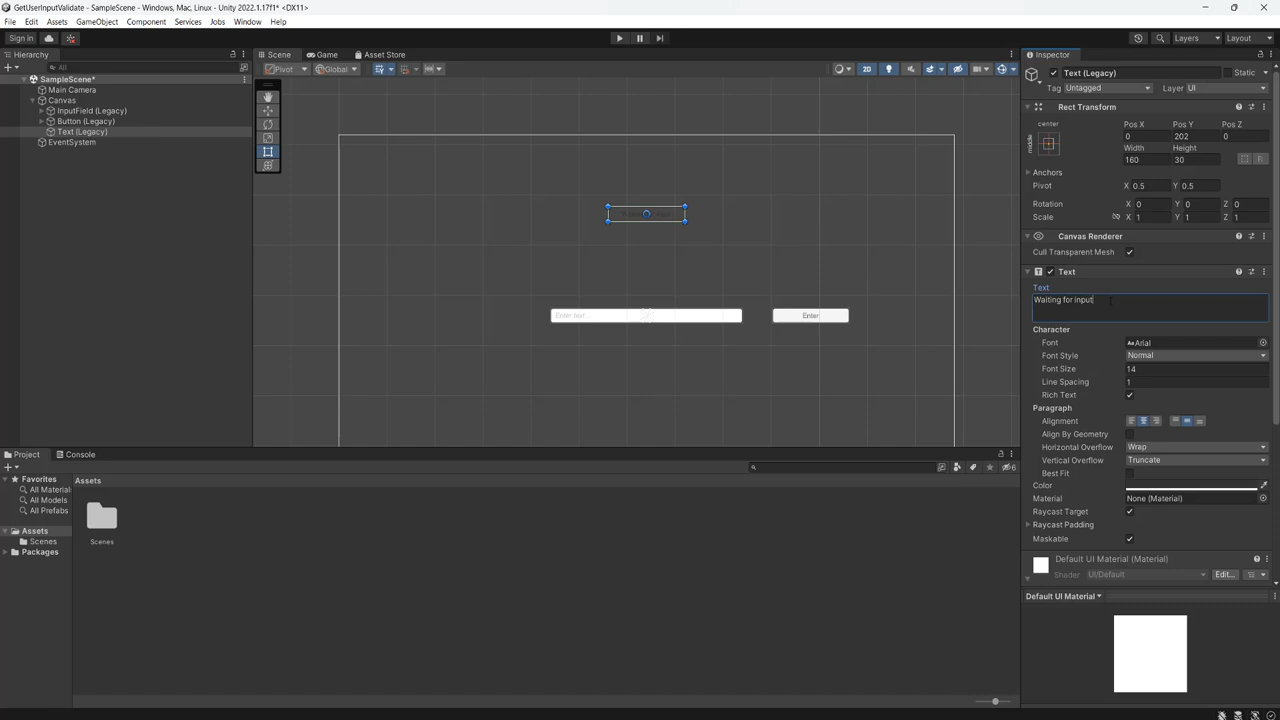 GetUserInputValidate - SampleScene - Windows, Mac, Linux - Unity 2022.1.17f1* <DX11>
File Edit Assets GameObject Component Services Jobs Window Help
Sign in Layers Layout
Hierarchy
All
SampleScene*
Main Camera
Canvas
InputField (Legacy)
Button (Legacy)
Text (Legacy)
EventSystem
Scene Game Asset Store
Pivot Global 2D
Enter text...
Enter
Inspector
Text (Legacy) Static
Tag Untagged Layer UI
Rect Transform
center Pos X Pos Y Pos Z
middle 0 202 0
Width Height
160 30
Anchors
Pivot X 0.5 Y 0.5
Rotation X 0 Y 0 Z 0
Scale X 1 Y 1 Z 1
Canvas Renderer
Cull Transparent Mesh
Text
Text
Waiting for input
Character
Font Arial
Font Style Normal
Font Size 14
Line Spacing 1
Rich Text
Paragraph
Alignment
Align By Geometry
Horizontal Overflow Wrap
Vertical Overflow Truncate
Best Fit
Color
Material None (Material)
Raycast Target
Raycast Padding
Maskable
Default UI Material (Material)
Shader UI/Default Edit...
Default UI Material
Project Console
6
Favorites
All Material
All Models
All Prefabs
Assets
Scenes
Packages
Assets
Scenes